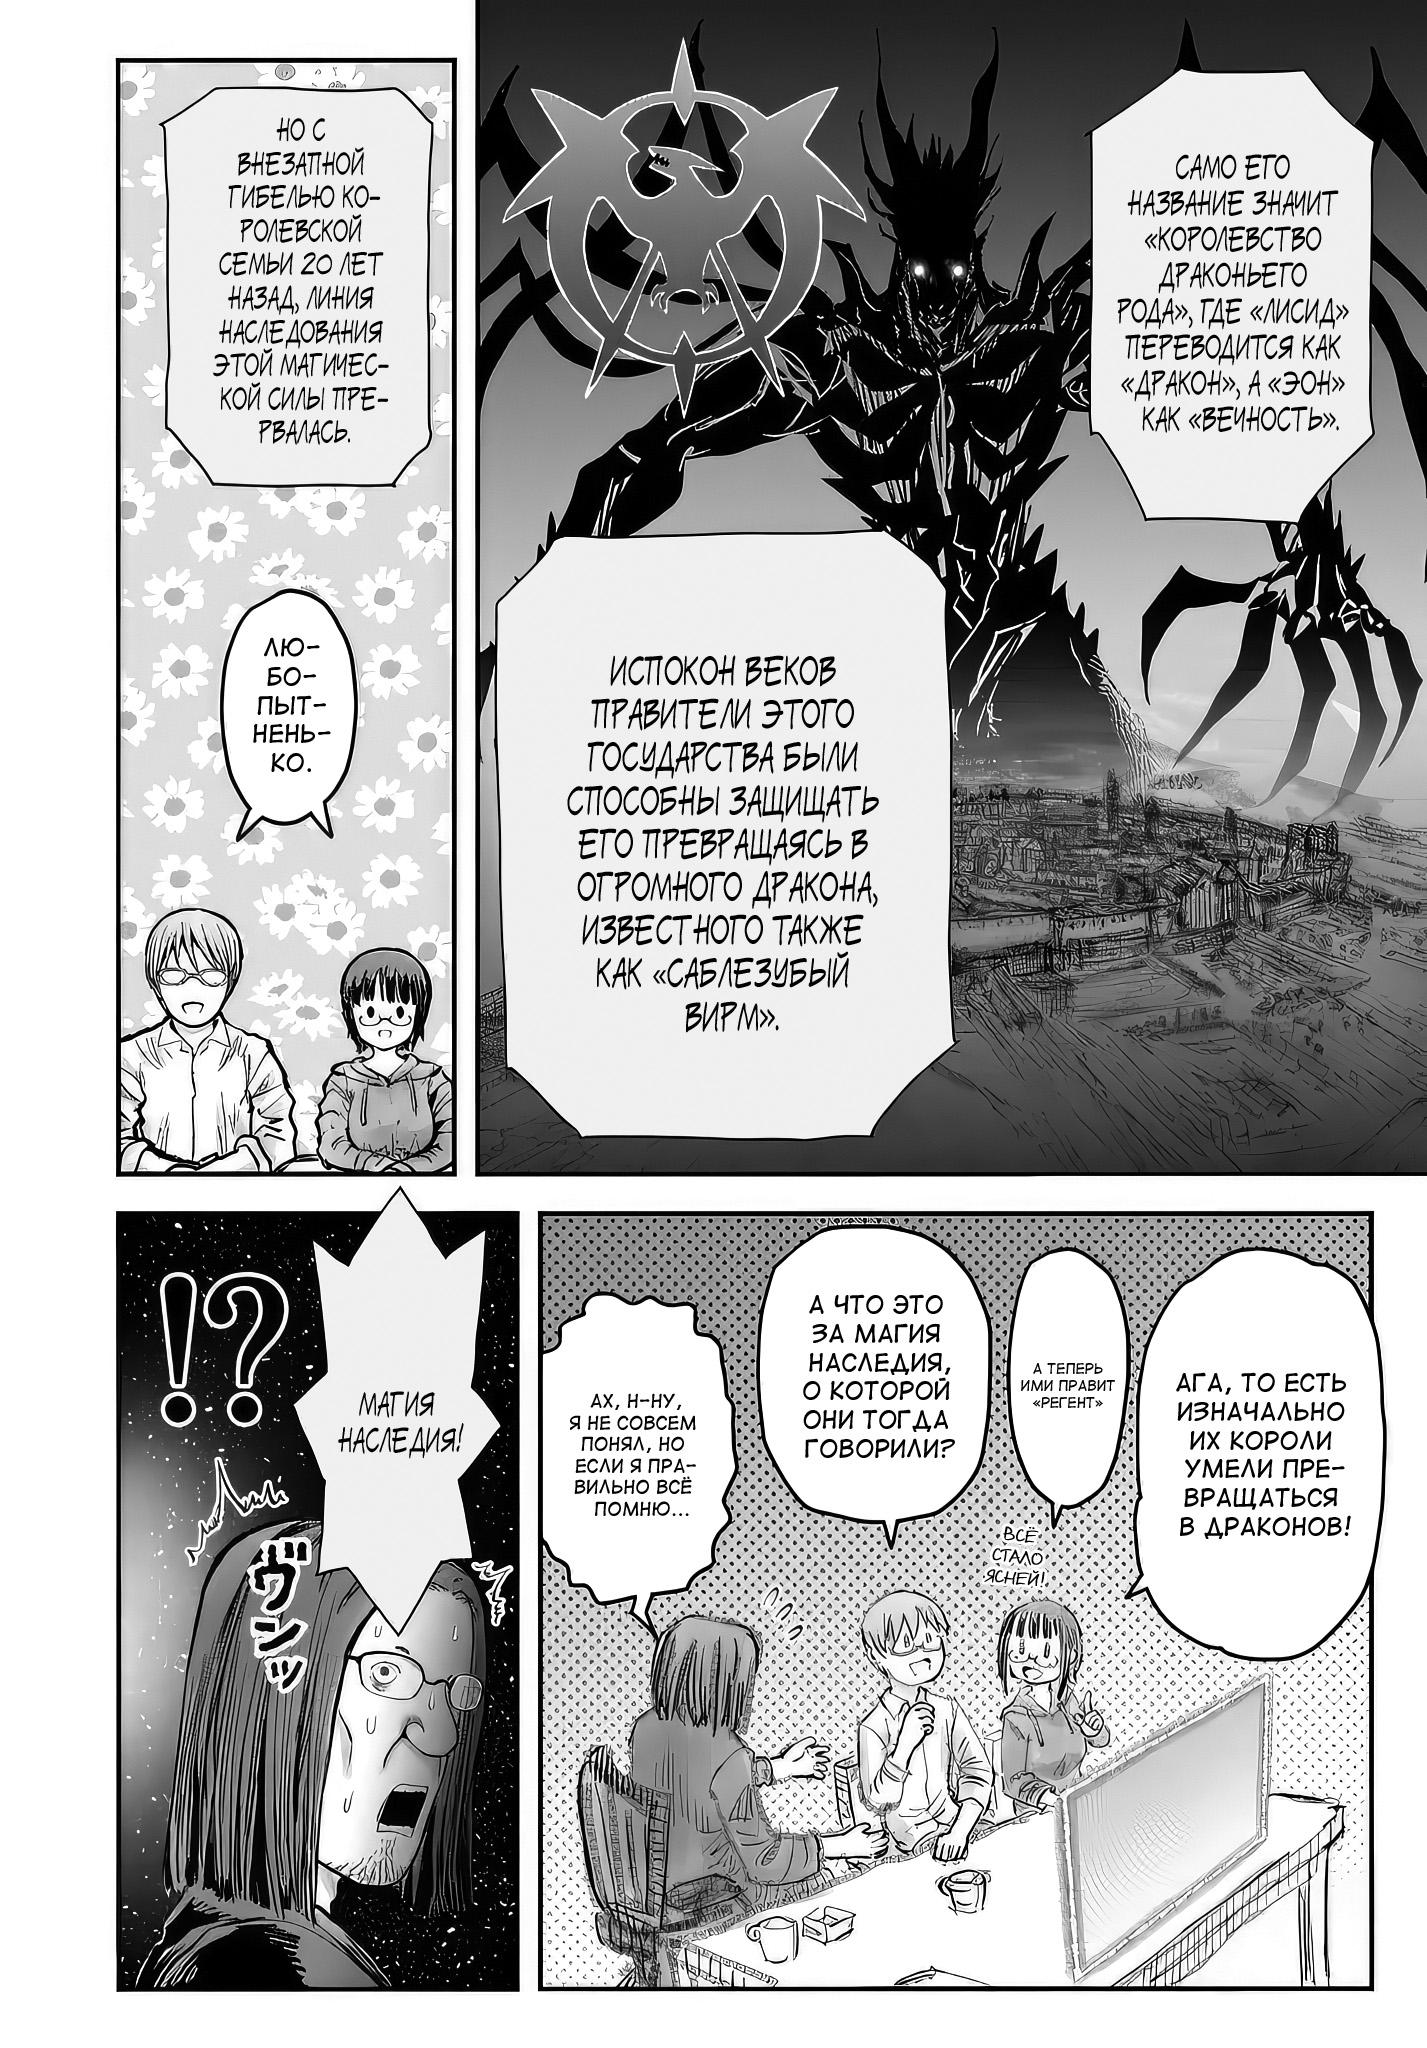 САМО ЕГО
НАЗВАНИЕ ЗНАЧИТ
«КОРОЛЕВСТВО
ДРАКОНЬЕГО
РОДА», ГДЕ «ЛИСИД»
ПЕРЕВОДИТСЯ КАК
«ДРАКОН», А «ЭОН»
КАК «ВЕЧНОСТЬ».
ИСПОКОН ВЕКОВ
ПРАВИТЕЛИ ЭТОГО
ГОСУДАРСТВА БЫЛИ
СПОСОБНЫ ЗАЩИЩАТЬ
ЕГО ПРЕВРАЩАЯСЬ В
ОГРОМНОГО ДРАКОНА,
ИЗВЕСТНОГО ТАКЖЕ
КАК «САБЛЕЗУБЫЙ
ВИРМ».
НО С
ВНЕЗАПНОЙ
ГИБЕЛЬЮ КО-
РОЛЕВСКОЙ
СЕМЬИ 20 ЛЕТ
НАЗАД, ЛИНИЯ
НАСЛЕДОВАНИЯ
ЭТОЙ МАГИЧЕС-
КОЙ СИЛЫ ПРЕ-
РВАЛАСЬ.
ЛЮ-
БО-
ПЫТ-
НЕНЬ-
КО.
АГА, ТО ЕСТЬ
ИЗНАЧАЛЬНО
ИХ КОРОЛИ
УМЕЛИ ПРЕ-
ВРАЩАТЬСЯ
В ДРАКОНОВ!
А ТЕПЕРЬ
ИМИ ПРАВИТ
«РЕГЕНТ»
ВСЁ
СТАЛО
ЯСНЕЙ!
А ЧТО ЭТО
ЗА МАГИЯ
НАСЛЕДИЯ,
О КОТОРОЙ
ОНИ ТОГДА
ГОВОРИЛИ?
АХ, Н-НУ,
Я НЕ СОВСЕМ
ПОНЯЛ, НО
ЕСЛИ Я ПРА-
ВИЛЬНО ВСЁ
ПОМНЮ...
МАГИЯ
НАСЛЕДИЯ!
!?
ヴンッ